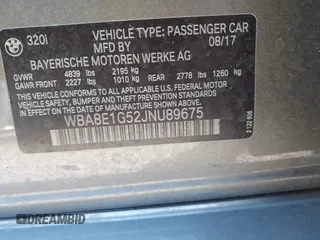 320i VEHICLE TYPE: PASSENGER CAR
MFD BY 08/17
BAYERISCHE MOTOREN WERKE AG
GVWR 4839 lbs 2195 kg
GAWR FRONT 2227 lbs 1010 kg REAR 2778 lbs 1260 kg
THIS VEHICLE CONFORMS TO ALL APPLICABLE
U.S. FEDERAL MOTOR VEHICLE SAFETY,
BUMPER, AND THEFT PREVENTION STANDARDS
IN EFFECT ON THE DATE OF MANUFACTURE
SHOWN ABOVE.
WBA8E1G52JNU89675
DREAMBID